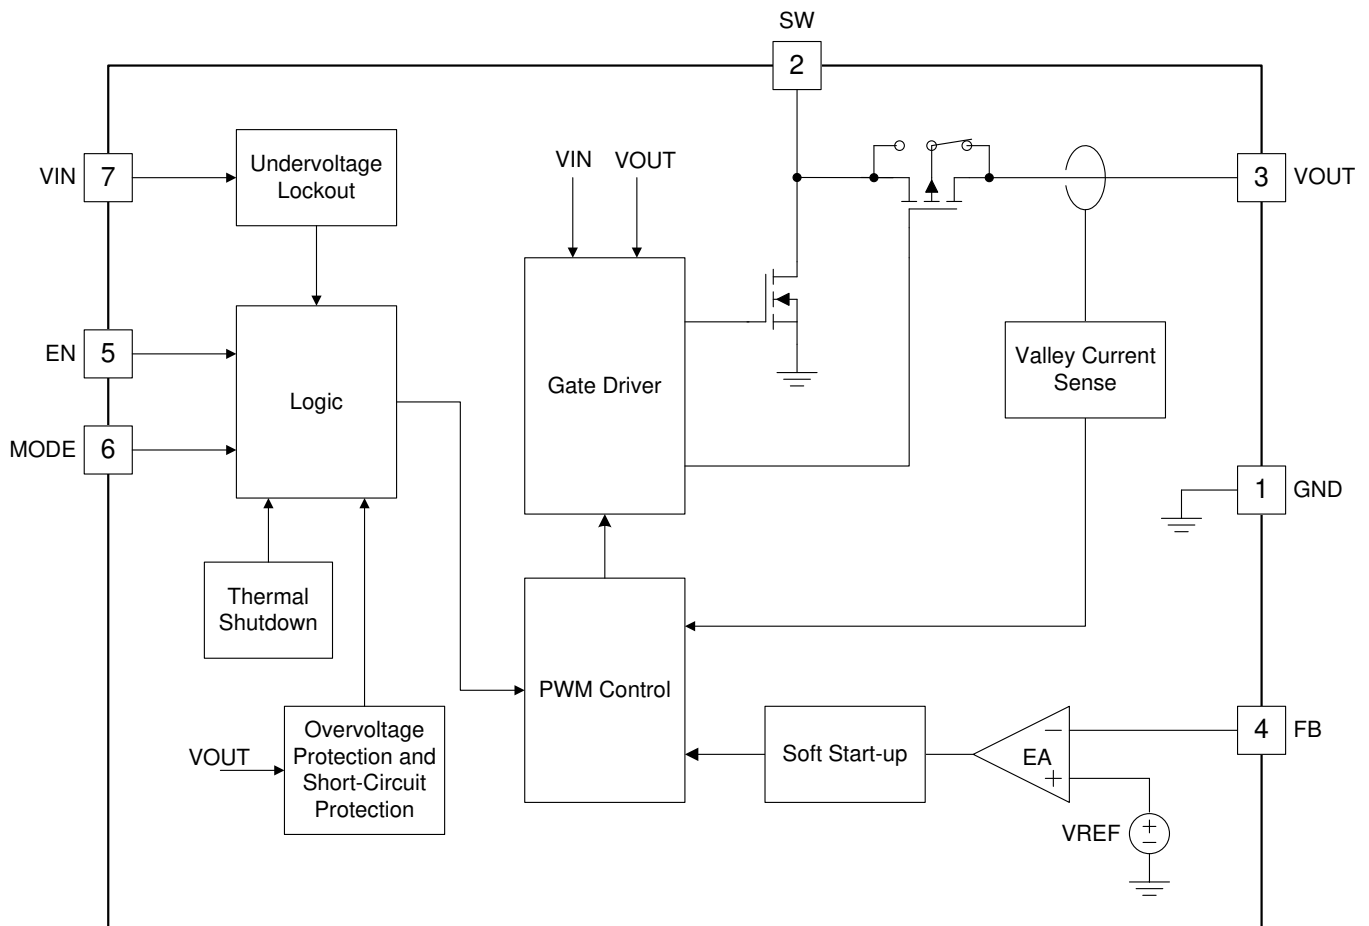 SW
2
VIN
7
Undervoltage
Lockout
VIN
VOUT
3
VOUT
EN
5
MODE
6
Logic
Gate Driver
Valley Current
Sense
1
GND
Thermal
Shutdown
PWM Control
VOUT
Overvoltage
Protection and
Short-Circuit
Protection
Soft Start-up
EA
−
+
4
FB
VREF
+
−